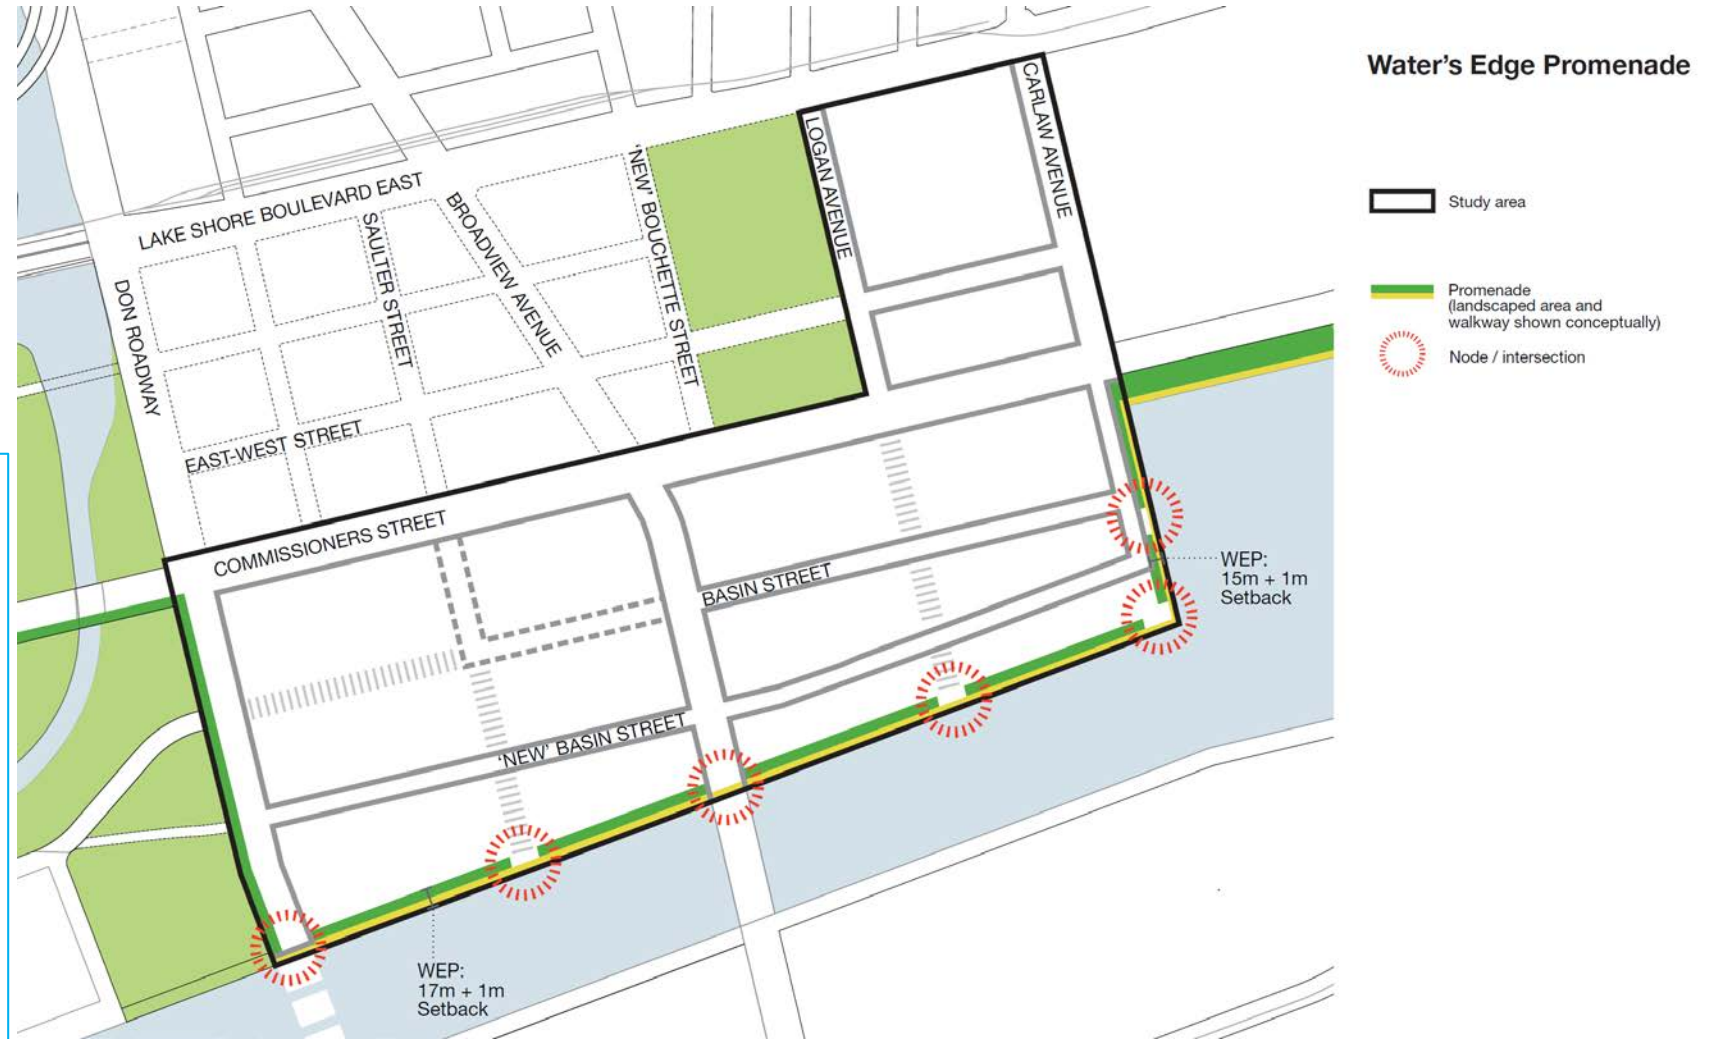 Water's Edge Promenade
CARLAW AVENUE
LOGAN AVENUE
'NEW' BOUCHETTE STREET
LAKE SHORE BOULEVARD EAST
SAULTER STREET
BROADVIEW AVENUE
DON ROADWAY
EAST-WEST STREET
COMMISSIONERS STREET
BASIN STREET
'NEW' BASIN STREET
WEP:
15m + 1m
Setback
WEP:
17m + 1m
Setback
Study area
Promenade
(landscaped area and
walkway shown conceptually)
Node / intersection